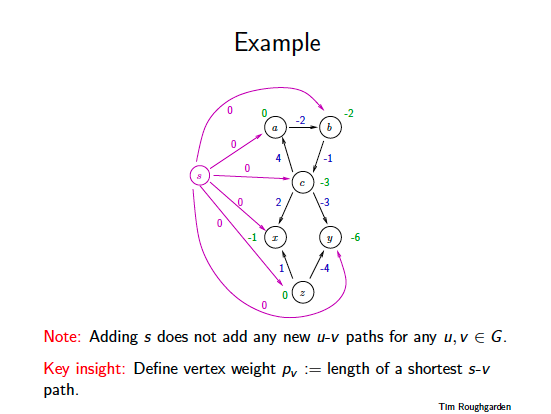 Example
0
0
-2
a
-2
b
0
4
-1
s
0
c
-3
0
2
-3
0
-1
x
y
-6
1
-4
0
z
0
Note: Adding s does not add any new u-v paths for any u, v ∈ G.
Key insight: Define vertex weight pv := length of a shortest s-v
path.
Tim Roughgarden